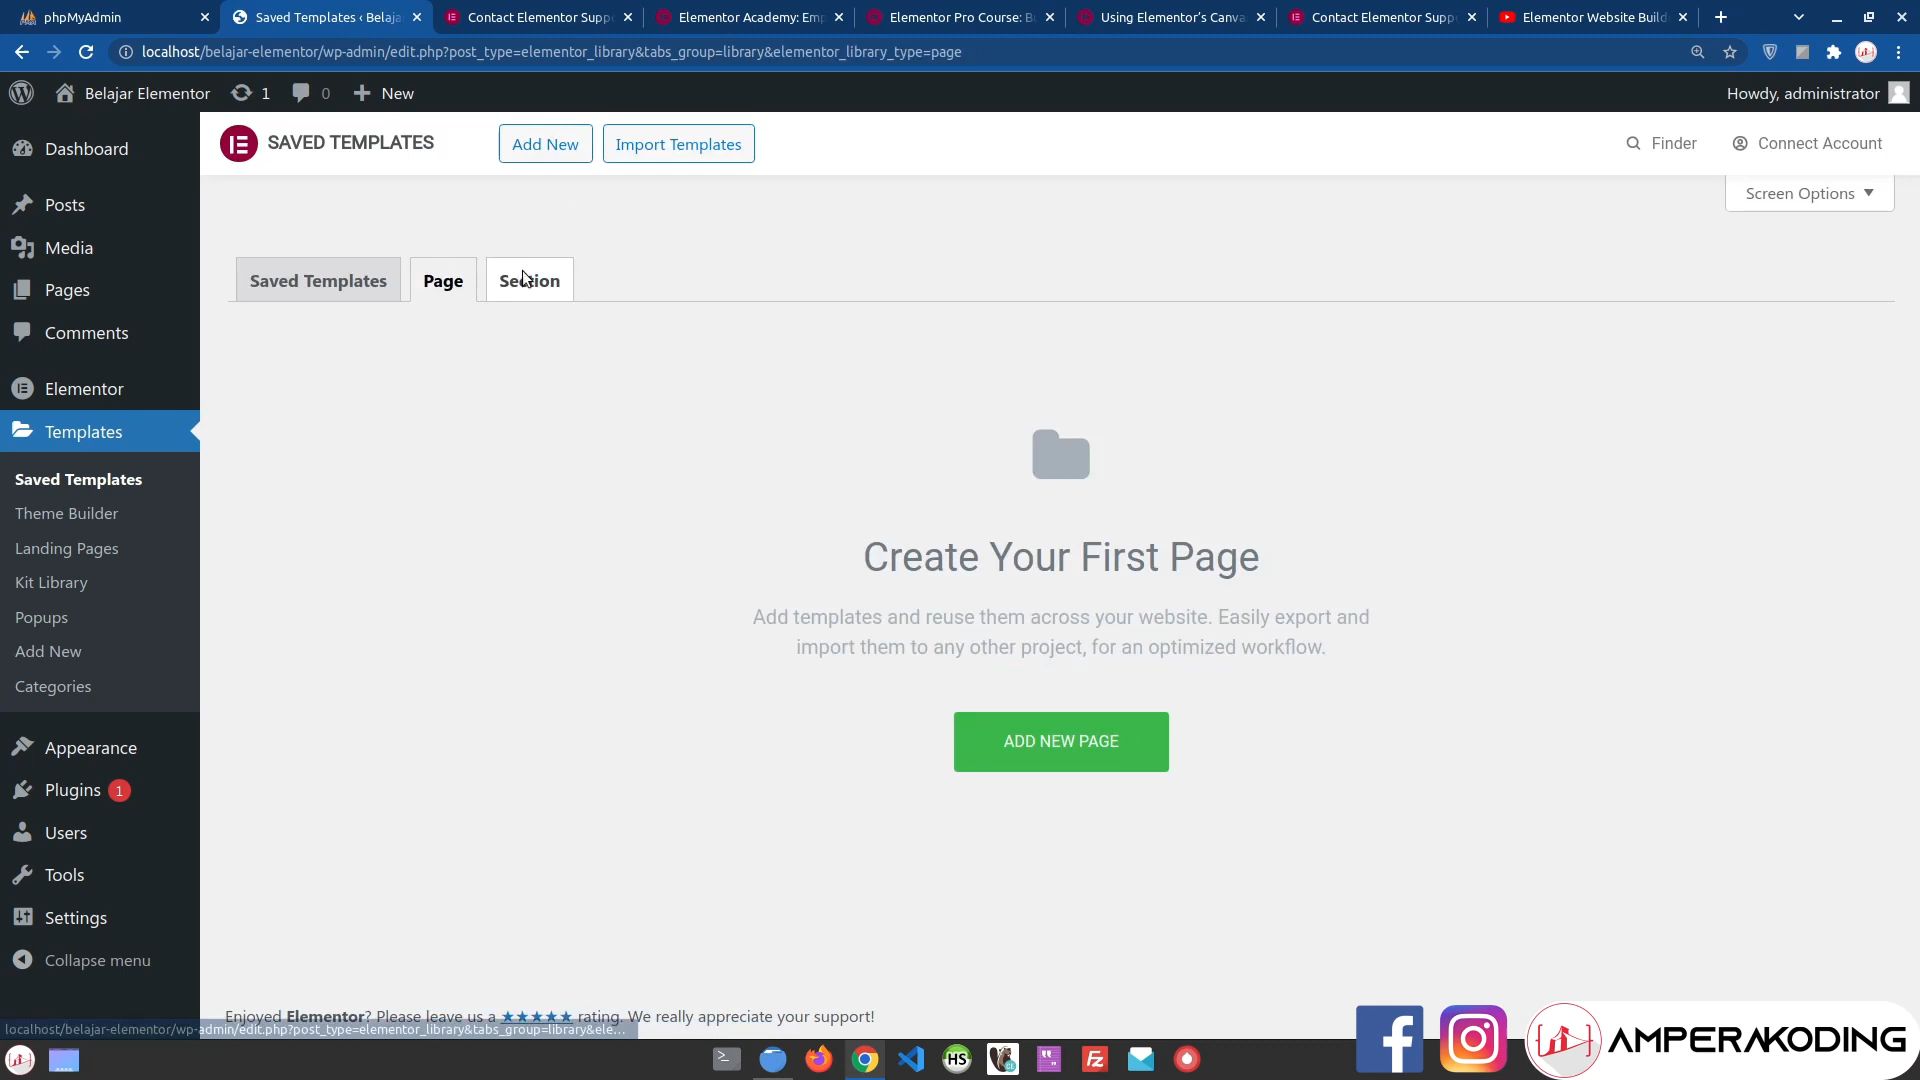 phpMyAdmin
Saved Templates ‹ Belaja
Contact Elementor Suppo
Elementor Academy: Emp
Elementor Pro Course: B
Using Elementor's Canva
Contact Elementor Suppo
Elementor Website Build
localhost/belajar-elementor/wp-admin/edit.php?post_type=elementor_library&tabs_group=library&elementor_library_type=page
Belajar Elementor
1
0
New
Howdy, administrator
Dashboard
Posts
Media
Pages
Comments
Elementor
Templates
Saved Templates
Theme Builder
Landing Pages
Kit Library
Popups
Add New
Categories
Appearance
Plugins 1
Users
Tools
Settings
Collapse menu
SAVED TEMPLATES
Add New
Import Templates
Finder
Connect Account
Screen Options
Saved Templates
Page
Section
Create Your First Page
Add templates and reuse them across your website. Easily export and
import them to any other project, for an optimized workflow.
ADD NEW PAGE
Enjoyed Elementor? Please leave us a ★★★★★ rating. We really appreciate your support!
localhost/belajar-elementor/wp-admin/edit.php?post_type=elementor_library&tabs_group=library&ele...
HS
Fz
AMPERAKODING